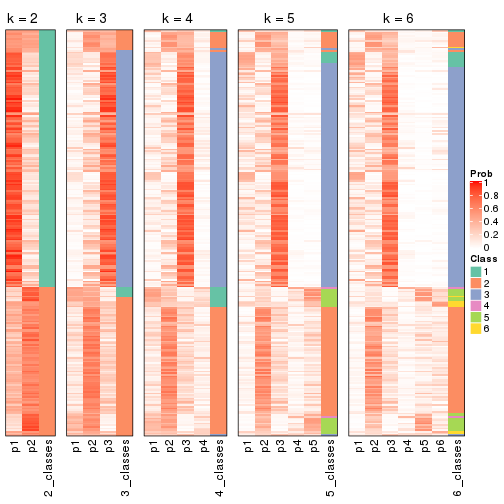 k = 2
k = 3
k = 4
k = 5
k = 6
Prob
1
0.8
0.6
0.4
0.2
0
Class
1
2
3
4
5
6
p1 p2 2_classes
p1 p2 p3 3_classes
p1 p2 p3 p4 4_classes
p1 p2 p3 p4 p5 5_classes
p1 p2 p3 p4 p5 p6 6_classes